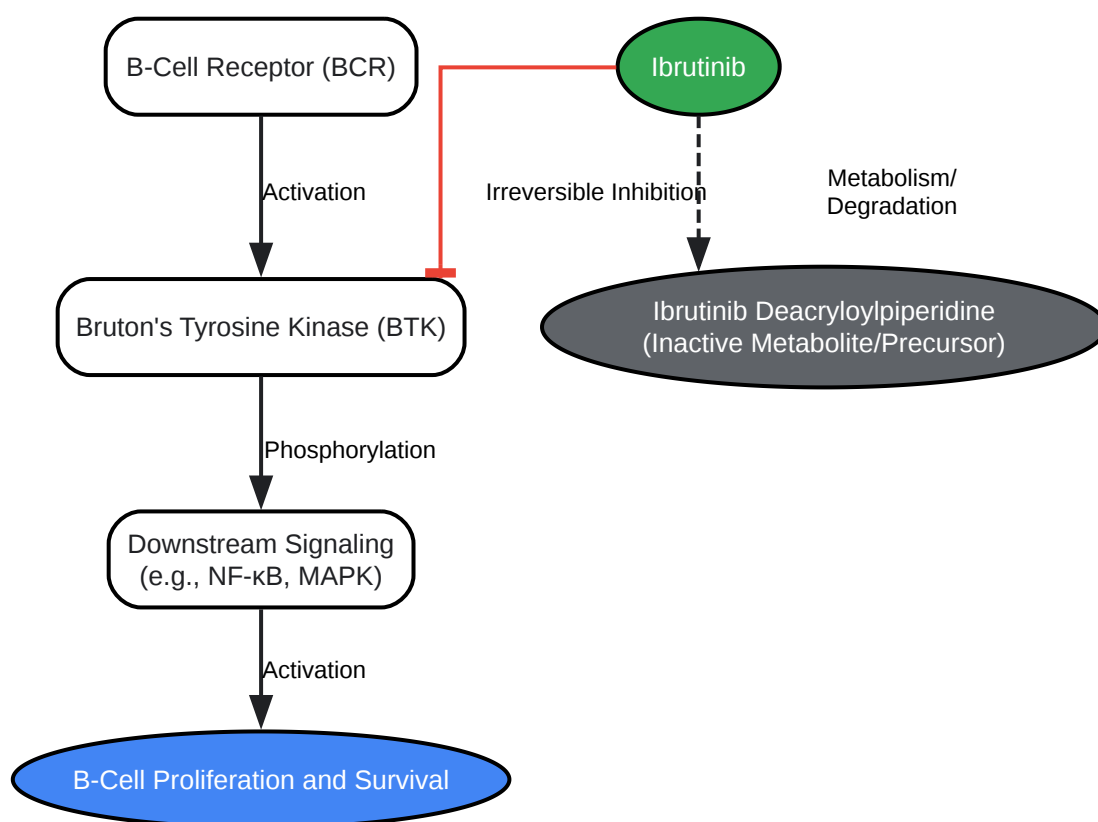 B-Cell Receptor (BCR)
Ibrutinib
Activation
Irreversible Inhibition
Metabolism/
Degradation
Bruton's Tyrosine Kinase (BTK)
Ibrutinib Deacryloylpiperidine
(Inactive Metabolite/Precursor)
Phosphorylation
Downstream Signaling
(e.g., NF-κB, MAPK)
Activation
B-Cell Proliferation and Survival